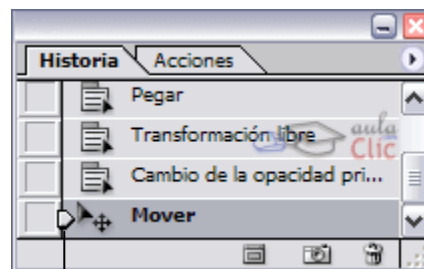 Historia Acciones
Pegar
Transformación libre
aula
Clic
Cambio de la opacidad pri...
Mover